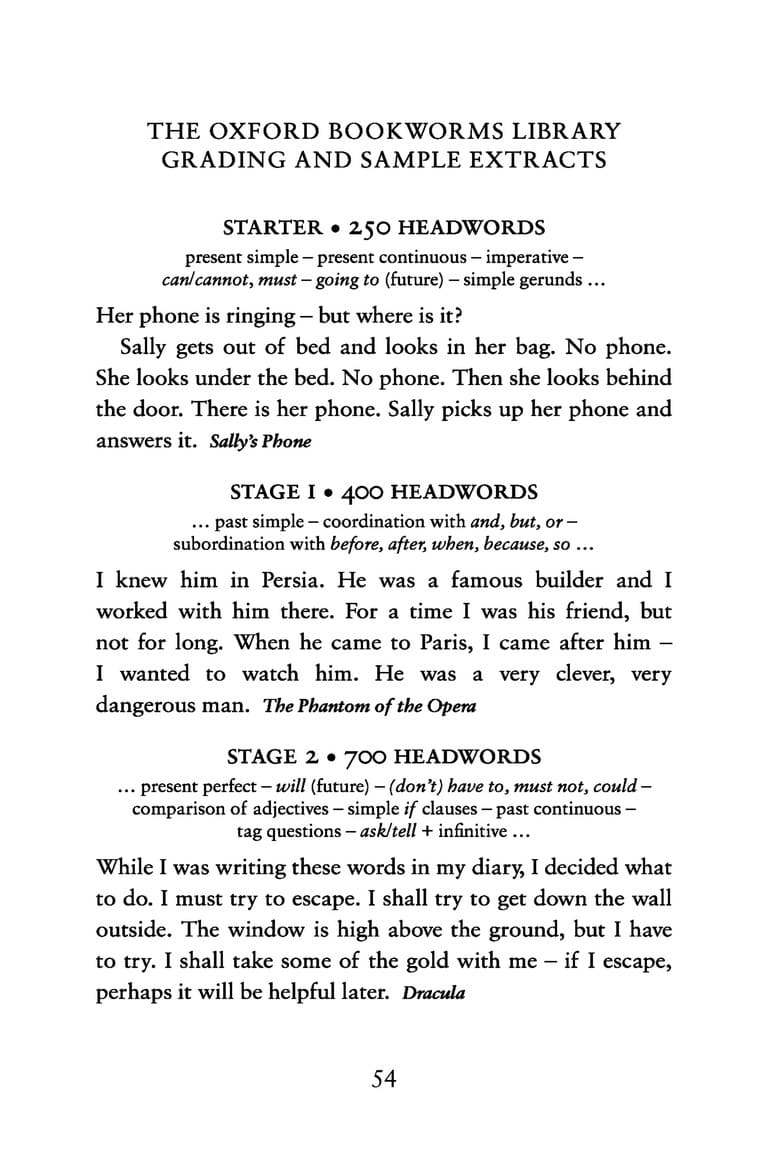 THE OXFORD BOOKWORMS LIBRARY
GRADING AND SAMPLE EXTRACTS
STARTER • 250 HEADWORDS
present simple – present continuous – imperative –
can/cannot, must – going to (future) – simple gerunds ...
Her phone is ringing – but where is it?
Sally gets out of bed and looks in her bag. No phone.
She looks under the bed. No phone. Then she looks behind
the door. There is her phone. Sally picks up her phone and
answers it. Sally's Phone
STAGE 1 • 400 HEADWORDS
... past simple – coordination with and, but, or –
subordination with before, after, when, because, so ...
I knew him in Persia. He was a famous builder and I
worked with him there. For a time I was his friend, but
not for long. When he came to Paris, I came after him –
I wanted to watch him. He was a very clever, very
dangerous man. The Phantom of the Opera
STAGE 2 • 700 HEADWORDS
... present perfect – will (future) – (don't) have to, must not, could –
comparison of adjectives – simple if clauses – past continuous –
tag questions – ask/tell + infinitive ...
While I was writing these words in my diary, I decided what
to do. I must try to escape. I shall try to get down the wall
outside. The window is high above the ground, but I have
to try. I shall take some of the gold with me – if I escape,
perhaps it will be helpful later. Dracula
54